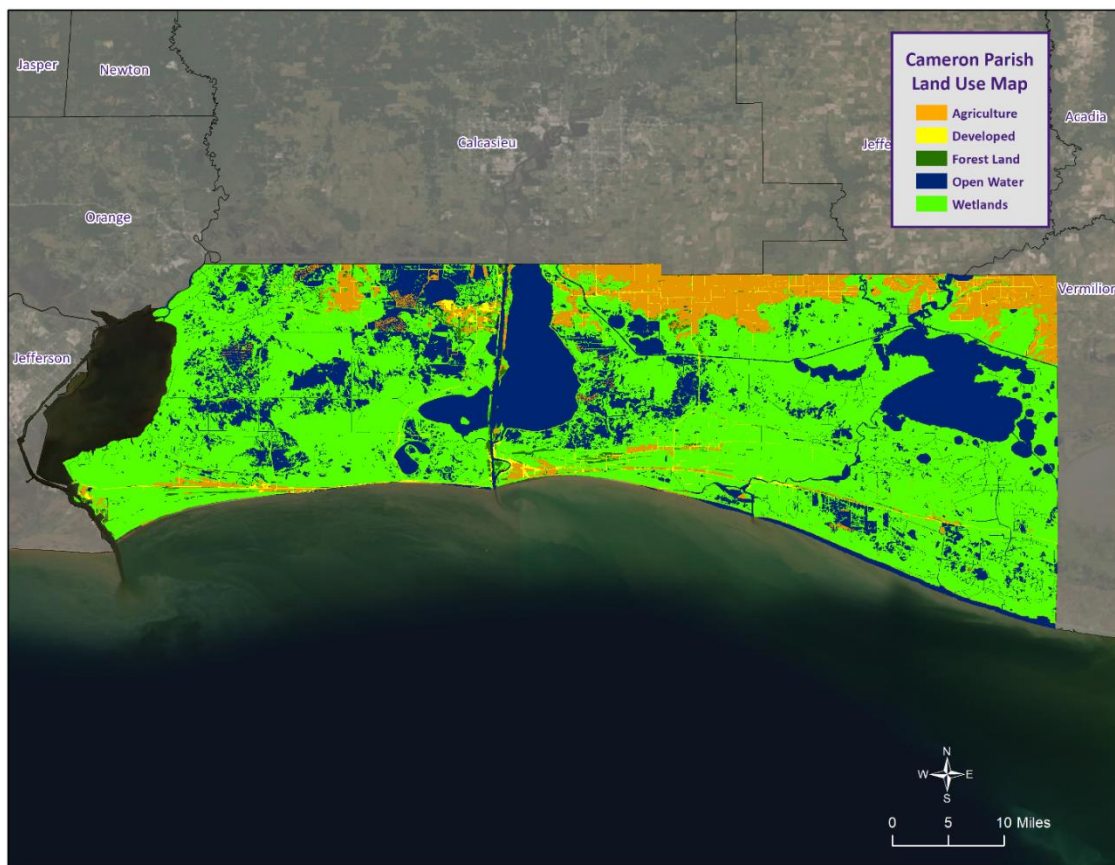 Jasper
Newton
Calcasieu
Cameron Parish
Land Use Map
Agriculture
Developed
Forest Land
Open Water
Wetlands
Acadia
Orange
Vermilion
Jefferson
N
W
E
S
0 5 10 Miles